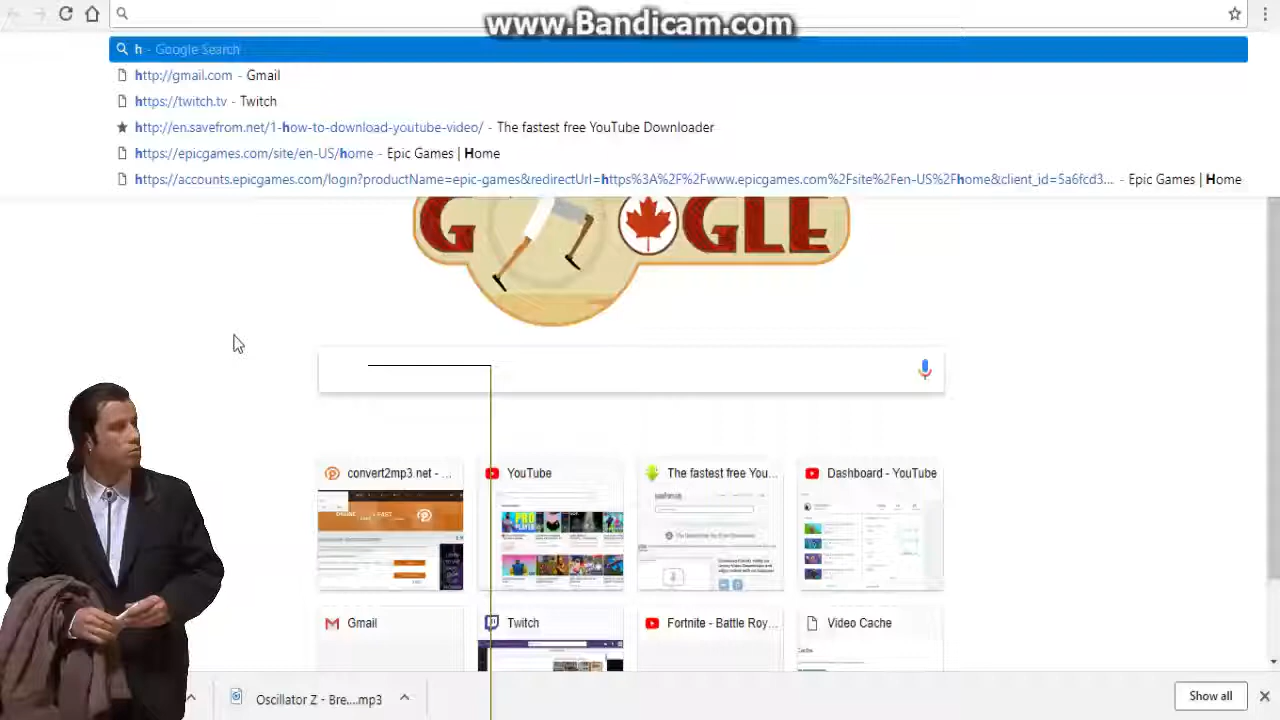 www.Bandicam.com
h - Google Search
http://gmail.com - Gmail
https://twitch.tv - Twitch
http://en.savefrom.net/1-how-to-download-youtube-video/ - The fastest free YouTube Downloader
https://epicgames.com/site/en-US/home - Epic Games | Home
https://accounts.epicgames.com/login?productName=epic-games&redirectUrl=https%3A%2F%2Fwww.epicgames.com%2Fsite%2Fen-US%2Fhome&client_id=5a6fcd3... - Epic Games | Home
G GLE
convert2mp3.net - ...
YouTube
The fastest free You...
Dashboard - YouTube
Gmail
Twitch
Fortnite - Battle Roy...
Video Cache
Oscillator Z - Bre....mp3
Show all